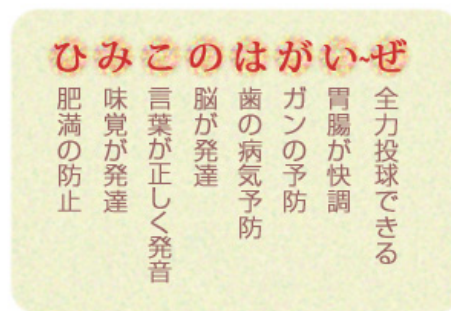 ひみこのはがい~ぜ
肥満の防止
味覚が発達
言葉が正しく発音
脳が発達
歯の病気予防
ガンの予防
胃腸が快調
全力投球できる